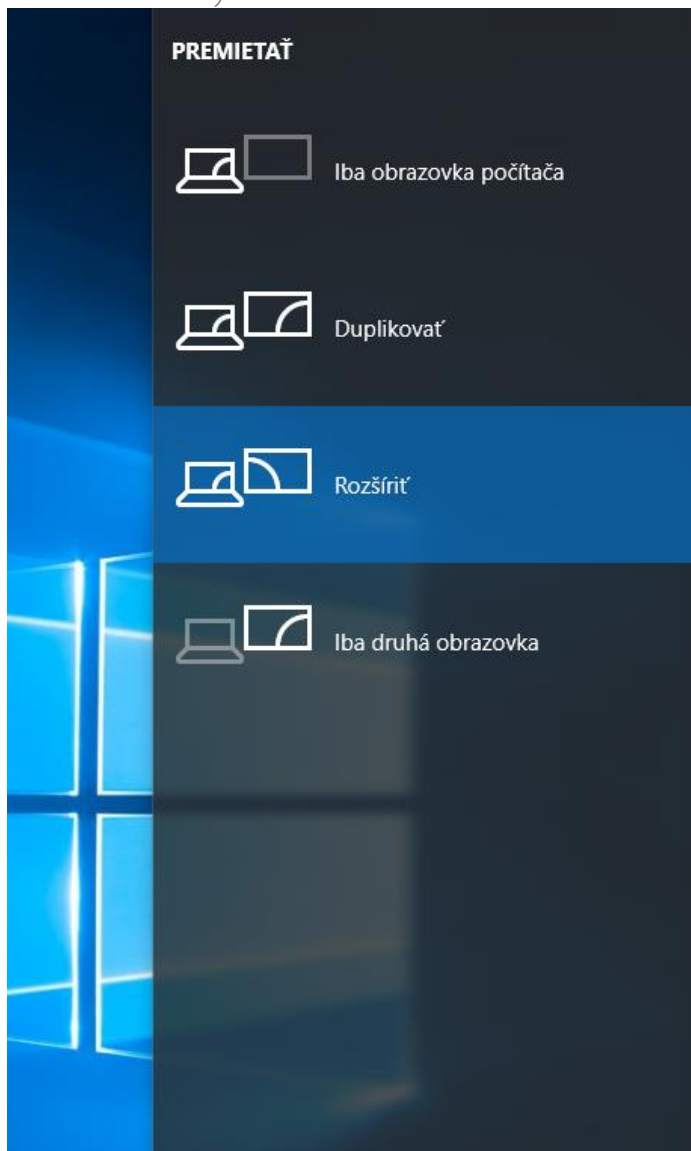 PREMIETAŤ
Iba obrazovka počítača
Duplikovať
Rozšíriť
Iba druhá obrazovka